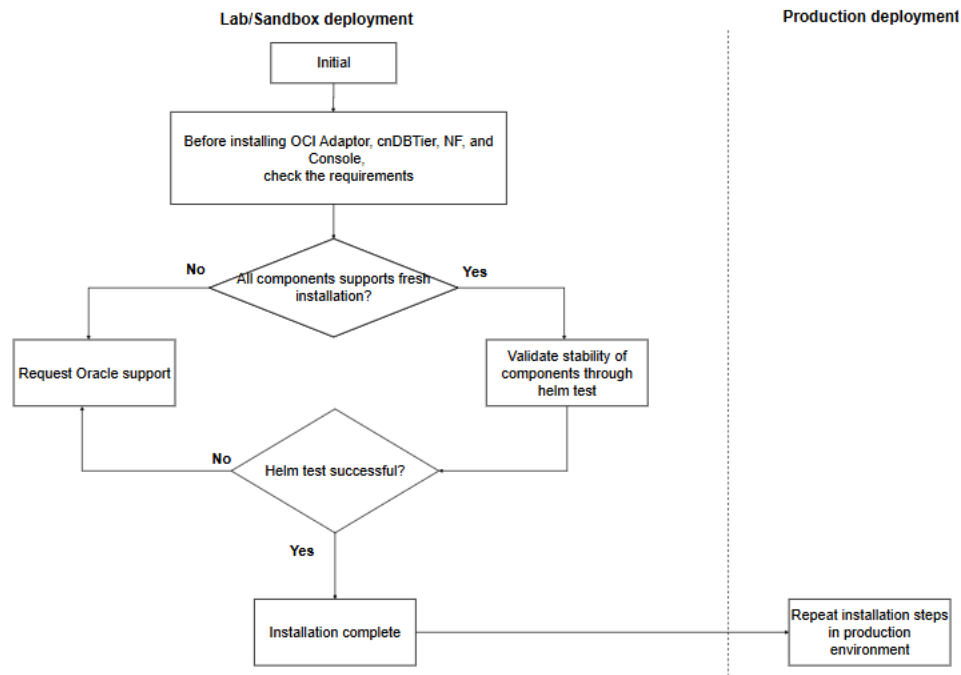 Lab/Sandbox deployment
Production deployment
Initial
Before installing OCI Adaptor, cnDBTier, NF, and
Console,
check the requirements
No
All components supports fresh
installation?
Yes
Request Oracle support
Validate stability of
components through
helm test
No
Helm test successful?
Yes
Installation complete
Repeat installation steps
in production
environment